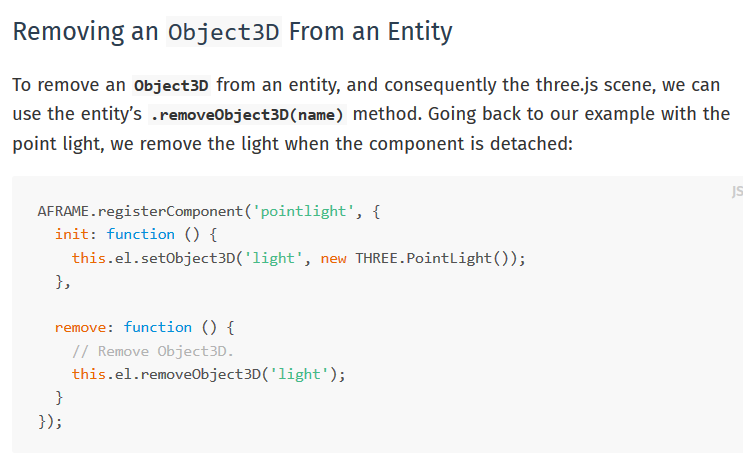 Removing an Object3D From an Entity
To remove an Object3D from an entity, and consequently the three.js scene, we can
use the entity’s .removeObject3D(name) method. Going back to our example with the
point light, we remove the light when the component is detached:
JS
AFRAME.registerComponent('pointlight', {
  init: function () {
    this.el.setObject3D('light', new THREE.PointLight());
  },

  remove: function () {
    // Remove Object3D.
    this.el.removeObject3D('light');
  }
});